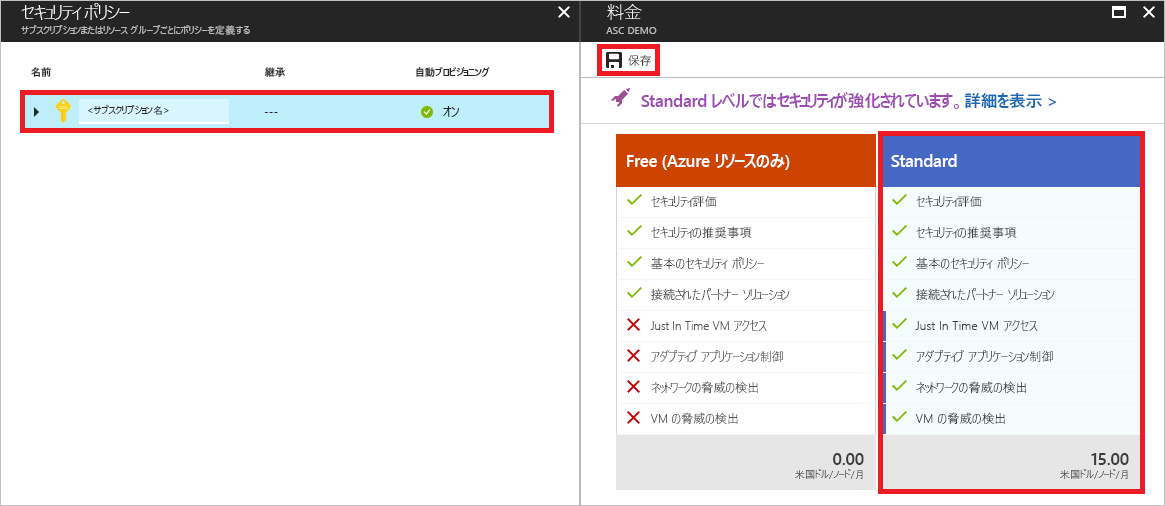 セキュリティ ポリシー
サブスクリプションまたはリソース グループごとにポリシーを定義する
名前 継承 自動プロビジョニング
<サブスクリプション名> --- オン
料金
ASC DEMO
保存
Standard レベルではセキュリティが強化されています。詳細を表示 >
Free (Azure リソースのみ)
セキュリティ評価
セキュリティの推奨事項
基本のセキュリティ ポリシー
接続されたパートナー ソリューション
Just In Time VM アクセス
アダプティブ アプリケーション制御
ネットワークの脅威の検出
VM の脅威の検出
0.00
米国ドル/ノード/月
Standard
セキュリティ評価
セキュリティの推奨事項
基本のセキュリティ ポリシー
接続されたパートナー ソリューション
Just In Time VM アクセス
アダプティブ アプリケーション制御
ネットワークの脅威の検出
VM の脅威の検出
15.00
米国ドル/ノード/月